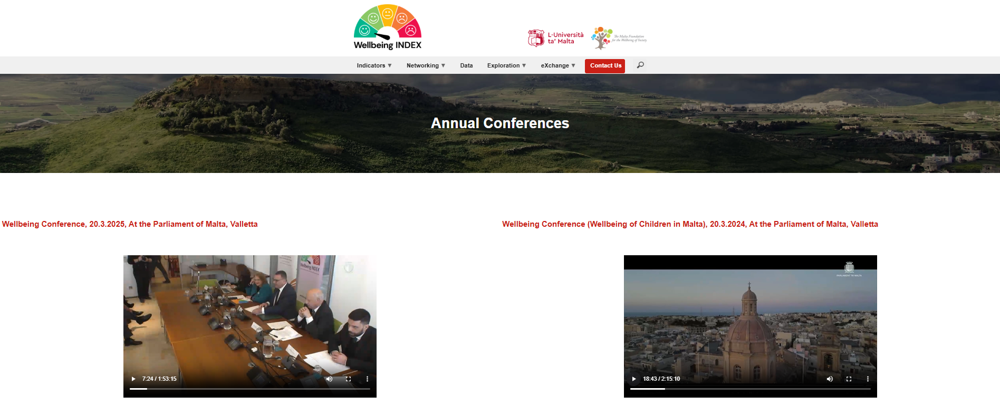 Wellbeing INDEX
L-Università
ta' Malta
The Malta Foundation
for the Wellbeing of Society
Indicators ▼ Networking ▼ Data Exploration ▼ eXchange ▼ Contact Us
Annual Conferences
Wellbeing Conference, 20.3.2025, At the Parliament of Malta, Valletta
Wellbeing Conference (Wellbeing of Children in Malta), 20.3.2024, At the Parliament of Malta, Valletta
Wellbeing INDEX
7:24 / 1:53:15
PARLAMENT TA' MALTA
18:43 / 2:15:10